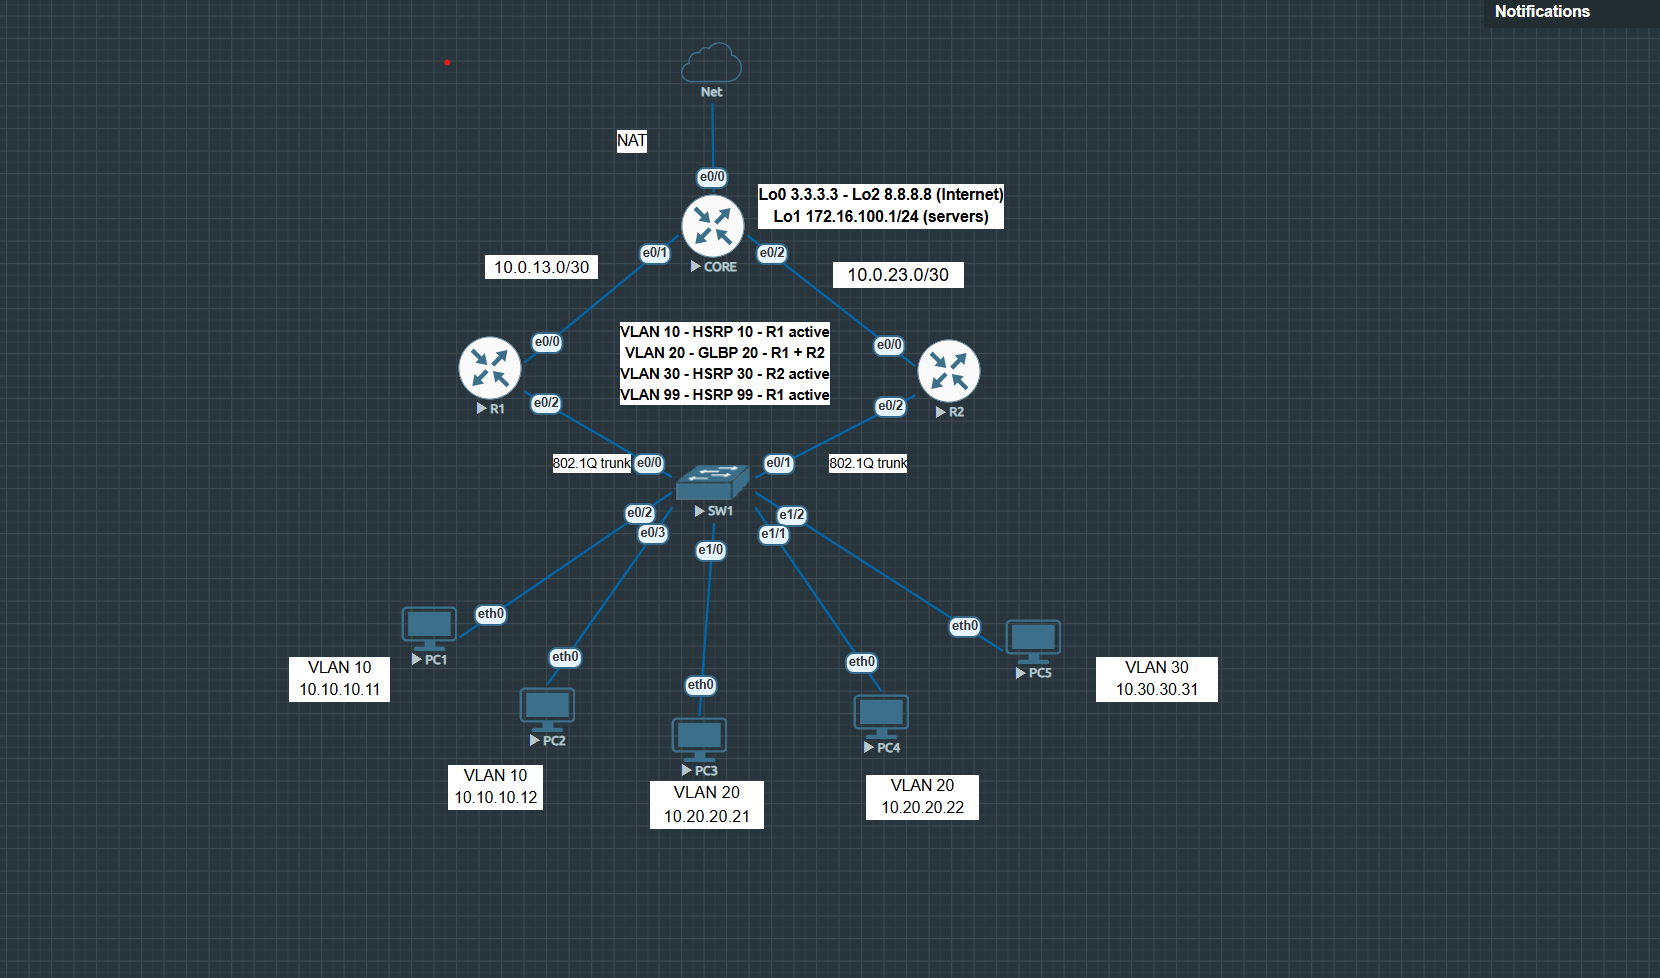 Notifications
Net
NAT
e0/0
Lo0 3.3.3.3 - Lo2 8.8.8.8 (Internet)
Lo1 172.16.100.1/24 (servers)
e0/1
e0/2
CORE
10.0.13.0/30
10.0.23.0/30
VLAN 10 - HSRP 10 - R1 active
VLAN 20 - GLBP 20 - R1 + R2
VLAN 30 - HSRP 30 - R2 active
VLAN 99 - HSRP 99 - R1 active
e0/0
e0/0
R1
e0/2
e0/2
R2
802.1Q trunk
e0/0
e0/1
802.1Q trunk
SW1
e0/2
e1/2
e0/3
e1/1
e1/0
eth0
eth0
PC1
VLAN 10
10.10.10.11
eth0
PC2
VLAN 10
10.10.10.12
eth0
PC3
VLAN 20
10.20.20.21
eth0
PC4
VLAN 20
10.20.20.22
PC5
VLAN 30
10.30.30.31